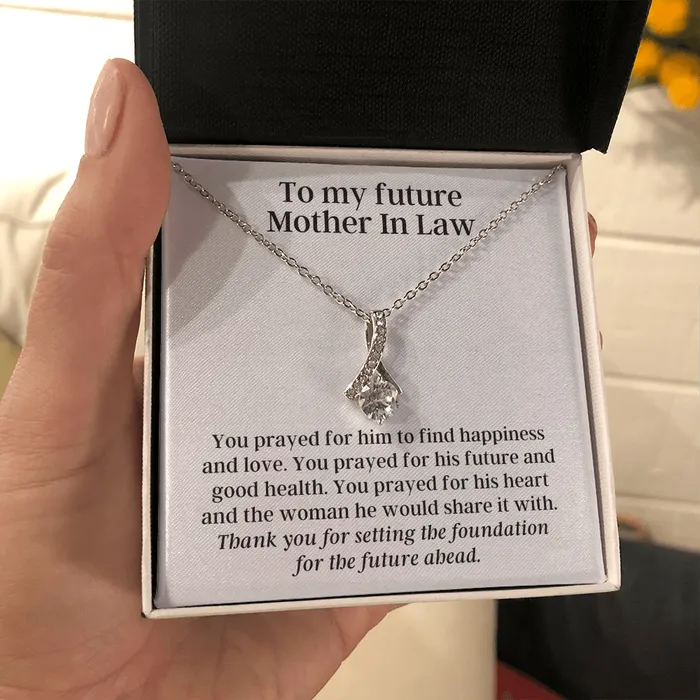 To my future
Mother In Law
You prayed for him to find happiness
and love. You prayed for his future and
good health. You prayed for his heart
and the woman he would share it with.
Thank you for setting the foundation
for the future ahead.